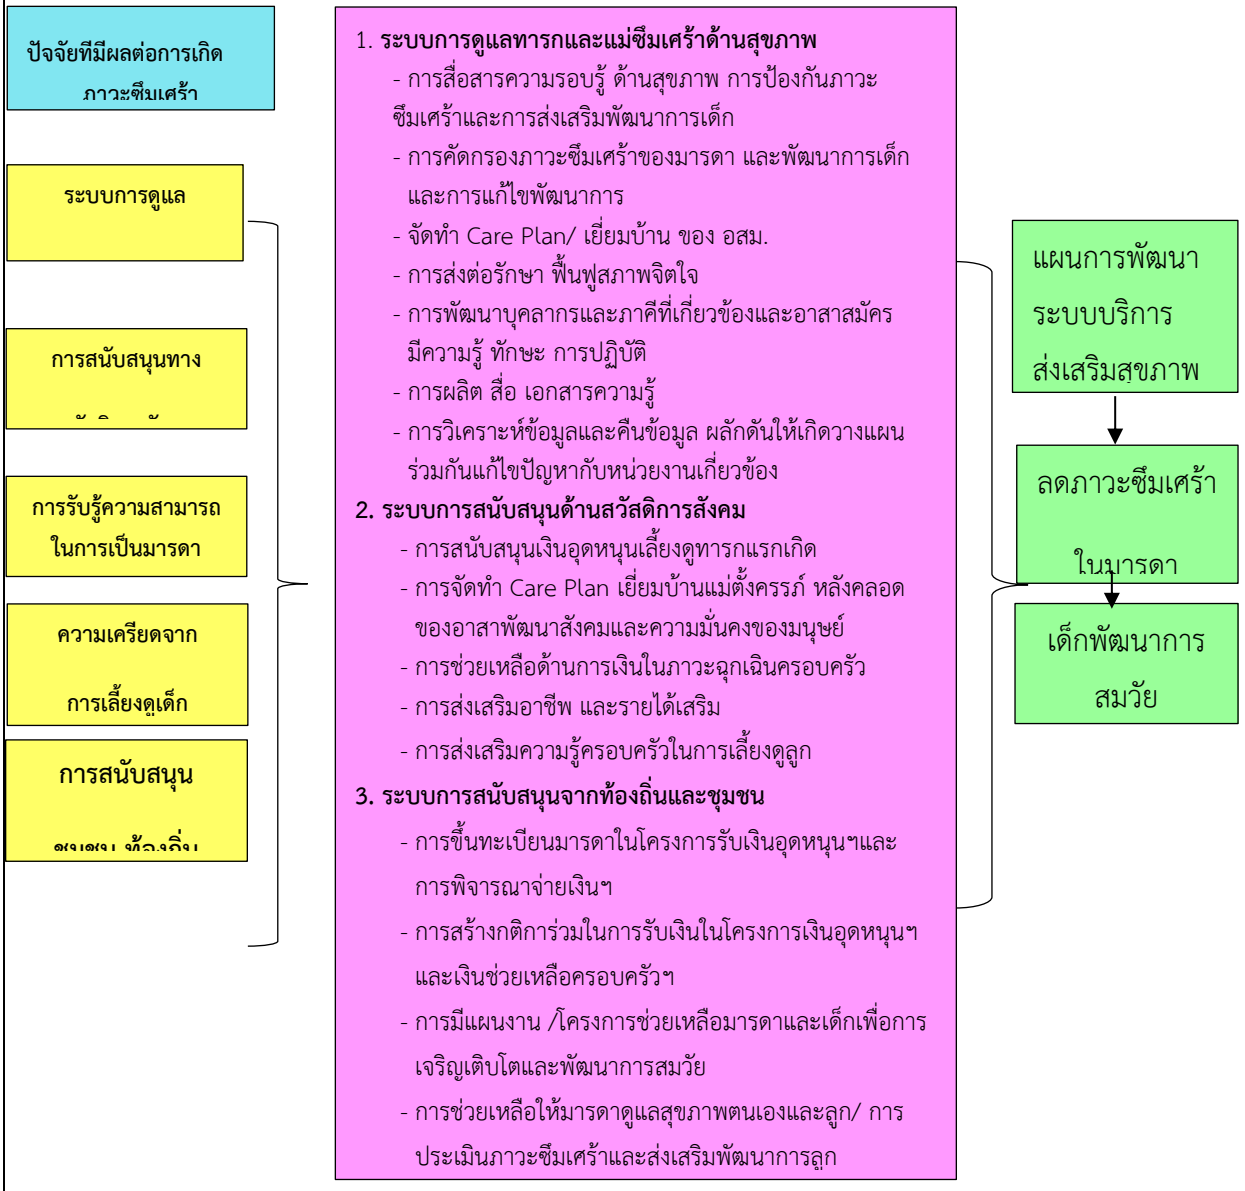 ปัจจัยทีมีผลต่อการเกิด
ภาวะซึมเศร้า
ระบบการดูแล
การสนับสนุนทาง
การรับรู้ความสามารถ
ในการเป็นมารดา
ความเครียดจาก
การเลี้ยงดูเด็ก
การสนับสนุน
ชุมชน ท้องถิ่น
1. ระบบการดูแลทารกและแม่ซึมเศร้าด้านสุขภาพ
- การสื่อสารความรอบรู้ ด้านสุขภาพ การป้องกันภาวะ
ซึมเศร้าและการส่งเสริมพัฒนาการเด็ก
- การคัดกรองภาวะซึมเศร้าของมารดา และพัฒนาการเด็ก
และการแก้ไขพัฒนาการ
- จัดทำ Care Plan/ เยี่ยมบ้าน ของ อสม.
- การส่งต่อรักษา ฟื้นฟูสภาพจิตใจ
- การพัฒนาบุคลากรและภาคีที่เกี่ยวข้องและอาสาสมัคร
มีความรู้ ทักษะ การปฏิบัติ
- การผลิต สื่อ เอกสารความรู้
- การวิเคราะห์ข้อมูลและคืนข้อมูล ผลักดันให้เกิดวางแผน
ร่วมกันแก้ไขปัญหากับหน่วยงานเกี่ยวข้อง
2. ระบบการสนับสนุนด้านสวัสดิการสังคม
- การสนับสนุนเงินอุดหนุนเลี้ยงดูทารกแรกเกิด
- การจัดทำ Care Plan เยี่ยมบ้านแม่ตั้งครรภ์ หลังคลอด
ของอาสาพัฒนาสังคมและความมั่นคงของมนุษย์
- การช่วยเหลือด้านการเงินในภาวะฉุกเฉินครอบครัว
- การส่งเสริมอาชีพ และรายได้เสริม
- การส่งเสริมความรู้ครอบครัวในการเลี้ยงดูลูก
3. ระบบการสนับสนุนจากท้องถิ่นและชุมชน
- การขึ้นทะเบียนมารดาในโครงการรับเงินอุดหนุนฯและ
การพิจารณาจ่ายเงินฯ
- การสร้างกติการ่วมในการรับเงินในโครงการเงินอุดหนุนฯ
และเงินช่วยเหลือครอบครัวฯ
- การมีแผนงาน /โครงการช่วยเหลือมารดาและเด็กเพื่อการ
เจริญเติบโตและพัฒนาการสมวัย
- การช่วยเหลือให้มารดาดูแลสุขภาพตนเองและลูก/ การ
ประเมินภาวะซึมเศร้าและส่งเสริมพัฒนาการลูก
แผนการพัฒนา
ระบบบริการ
ส่งเสริมสุขภาพ
ลดภาวะซึมเศร้า
ในมารดา
เด็กพัฒนาการ
สมวัย